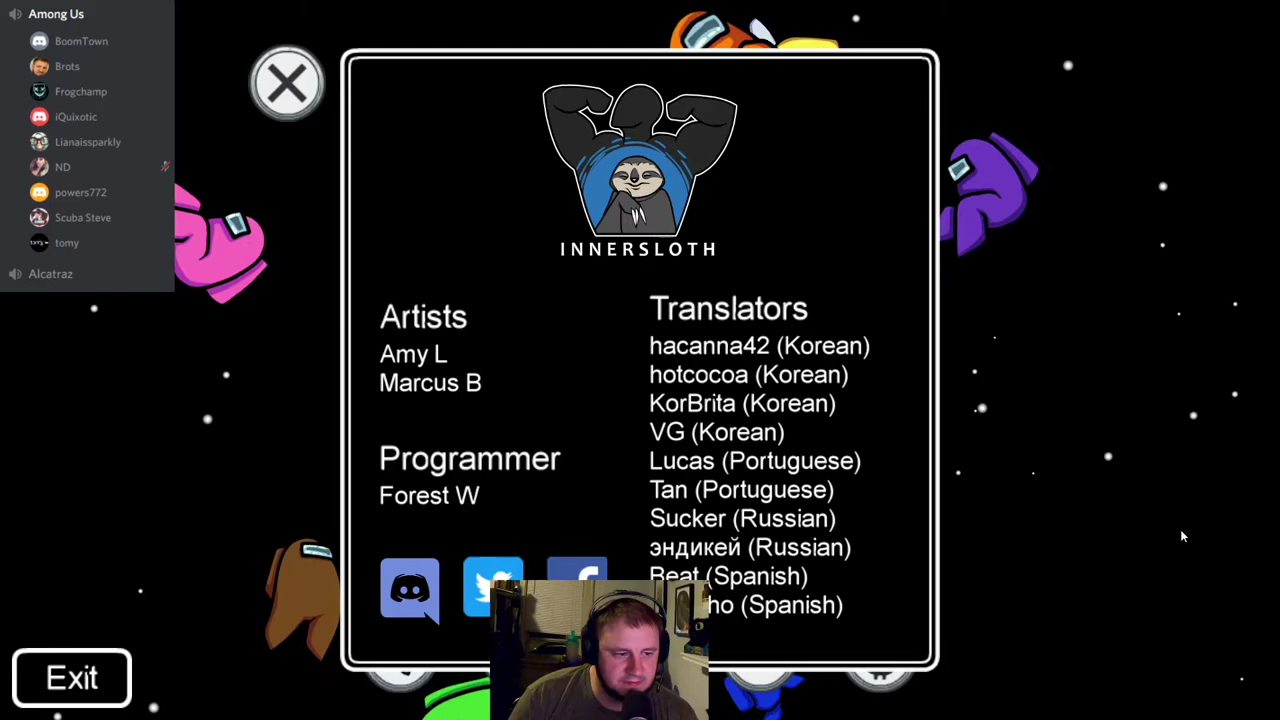 Among Us
BoomTown
Brots
Frogchamp
iQuixotic
Lianaissparkly
ND
powers772
Scuba Steve
tomy
Alcatraz
INNERSLOTH
Artists
Amy L
Marcus B
Programmer
Forest W
Translators
hacanna42 (Korean)
hotcocoa (Korean)
KorBrita (Korean)
VG (Korean)
Lucas (Portuguese)
Tan (Portuguese)
Sucker (Russian)
эндикей (Russian)
Beat (Spanish)
(Spanish)
Exit